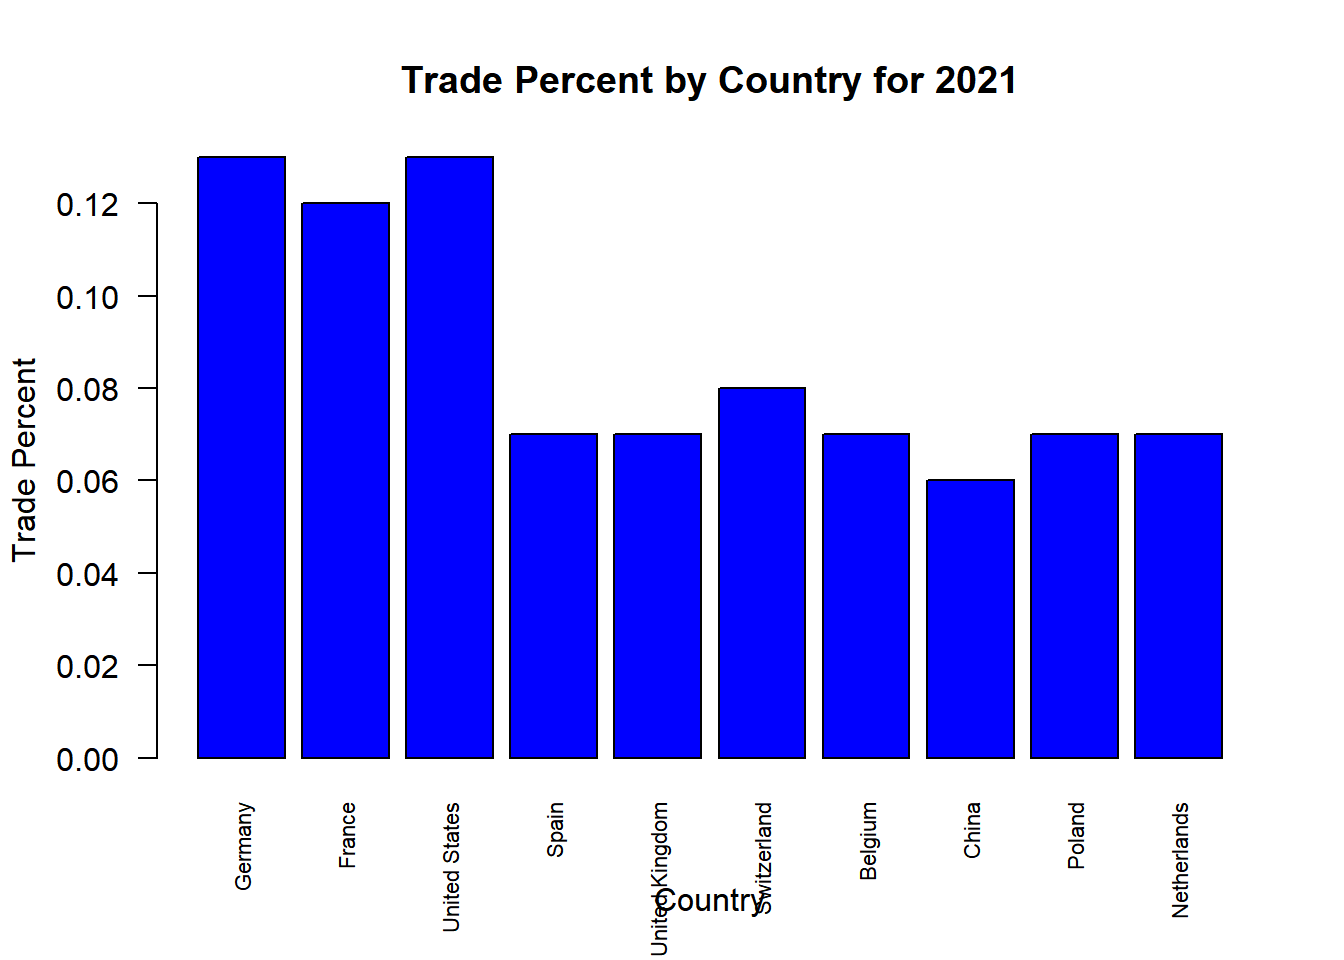 Trade Percent by Country for 2021
Trade Percent
0.12
0.10
0.08
0.06
0.04
0.02
0.00
Germany
France
United States
Spain
United Kingdom
Switzerland
Belgium
China
Poland
Netherlands
Country